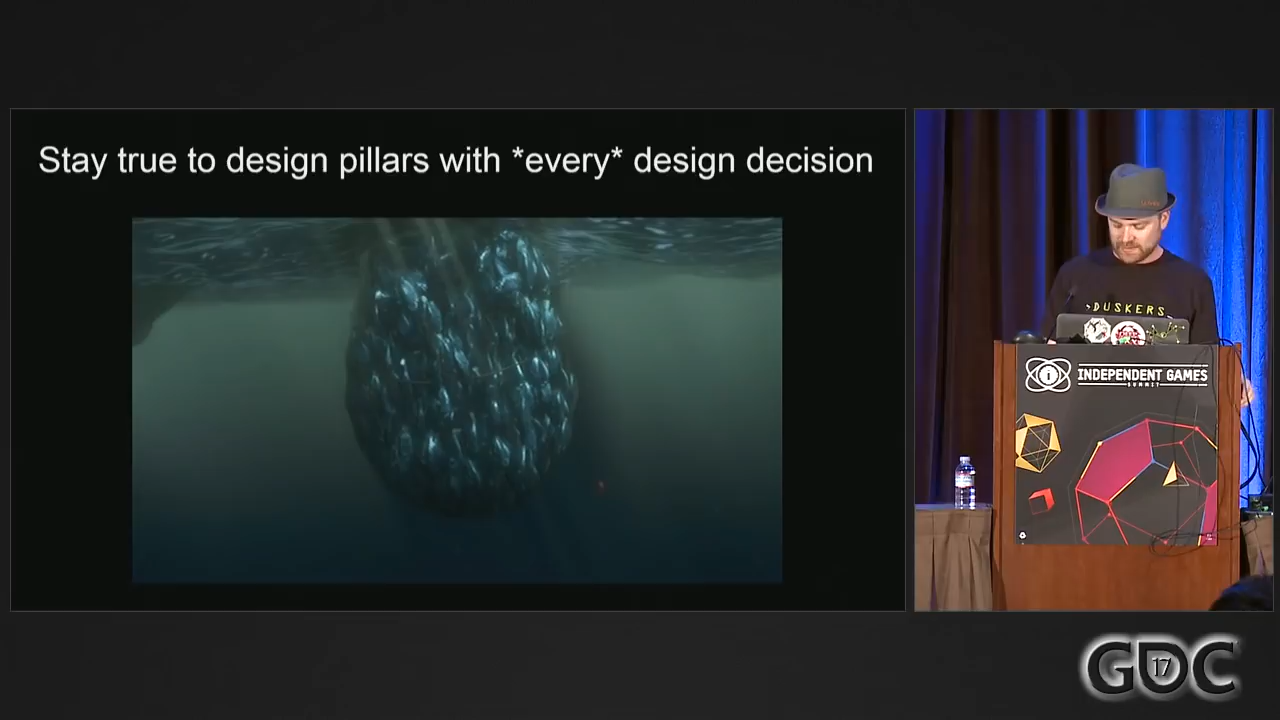 Stay true to design pillars with *every* design decision
DUSKERS
INDEPENDENT GAMES
SUMMIT
GDC
17